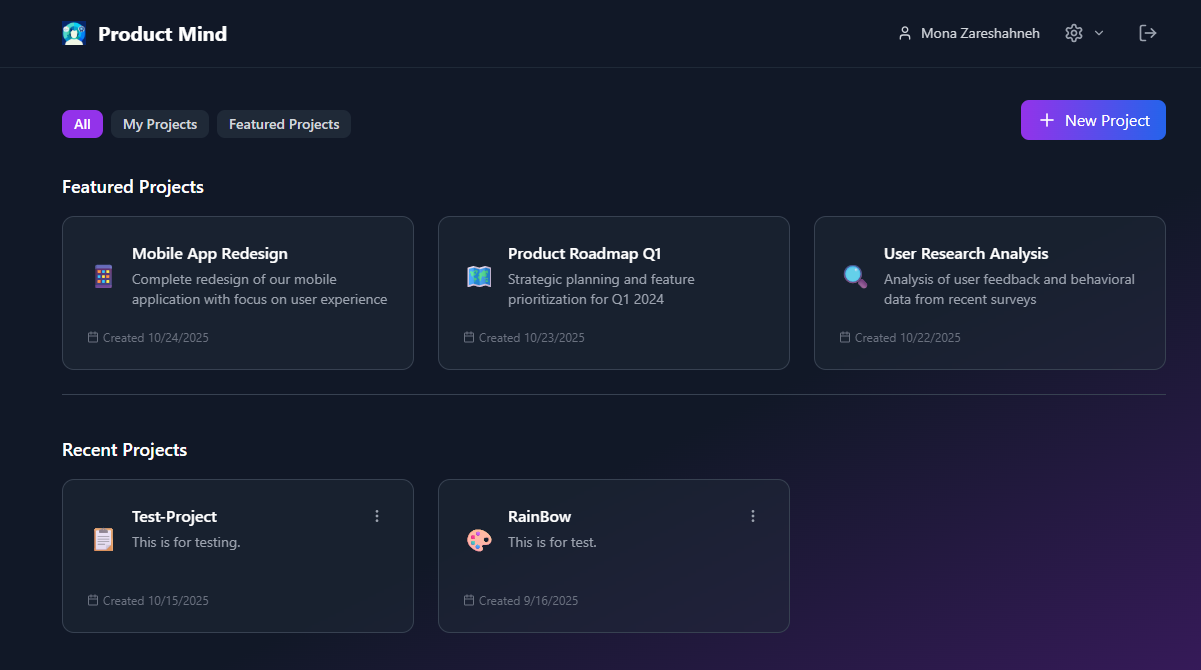 Product Mind
Mona Zareshahneh
All
My Projects
Featured Projects
New Project
Featured Projects
Mobile App Redesign
Complete redesign of our mobile
application with focus on user experience
Created 10/24/2025
Product Roadmap Q1
Strategic planning and feature
prioritization for Q1 2024
Created 10/23/2025
User Research Analysis
Analysis of user feedback and behavioral
data from recent surveys
Created 10/22/2025
Recent Projects
Test-Project
This is for testing.
Created 10/15/2025
RainBow
This is for test.
Created 9/16/2025